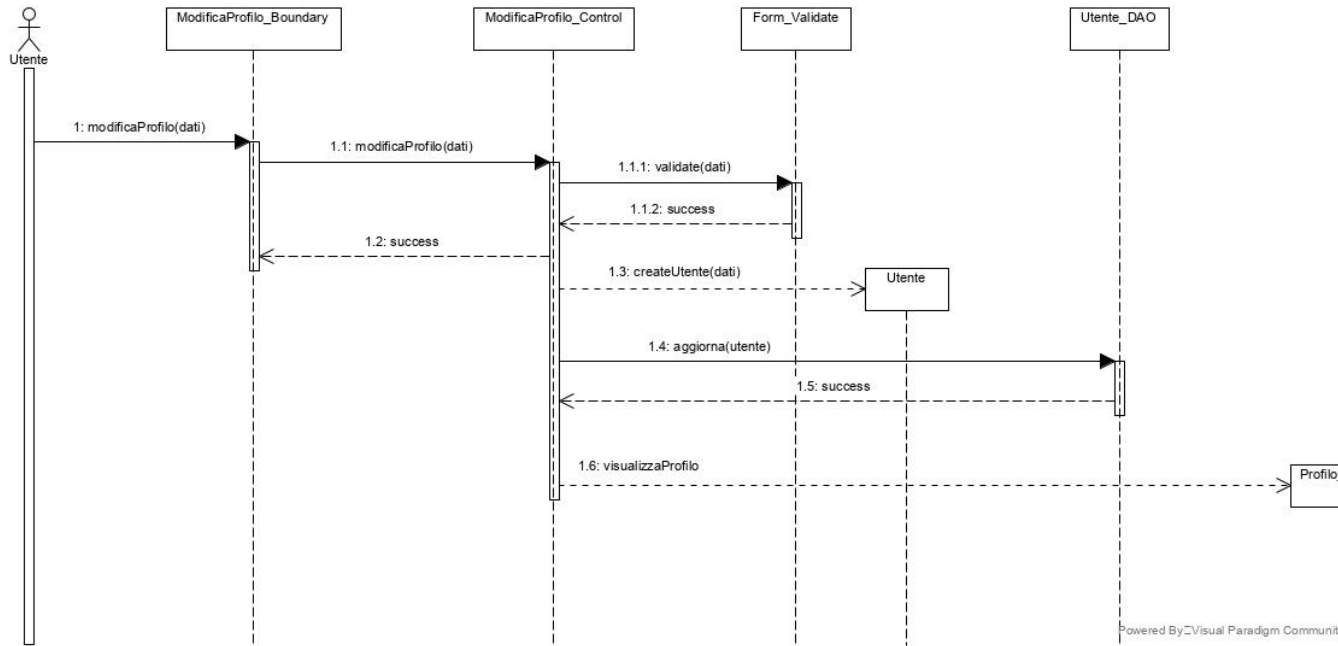 ModificaProfilo_Boundary
ModificaProfilo_Control
Form_Validate
Utente_DAO
Utente
1: modificaProfilo(dati)
1.1: modificaProfilo(dati)
1.1.1: validate(dati)
1.1.2: success
1.2: success
1.3: createUtente(dati)
Utente
1.4: aggiorna(utente)
1.5: success
1.6: visualizzaProfilo
Profilo_
Powered By Visual Paradigm Communit